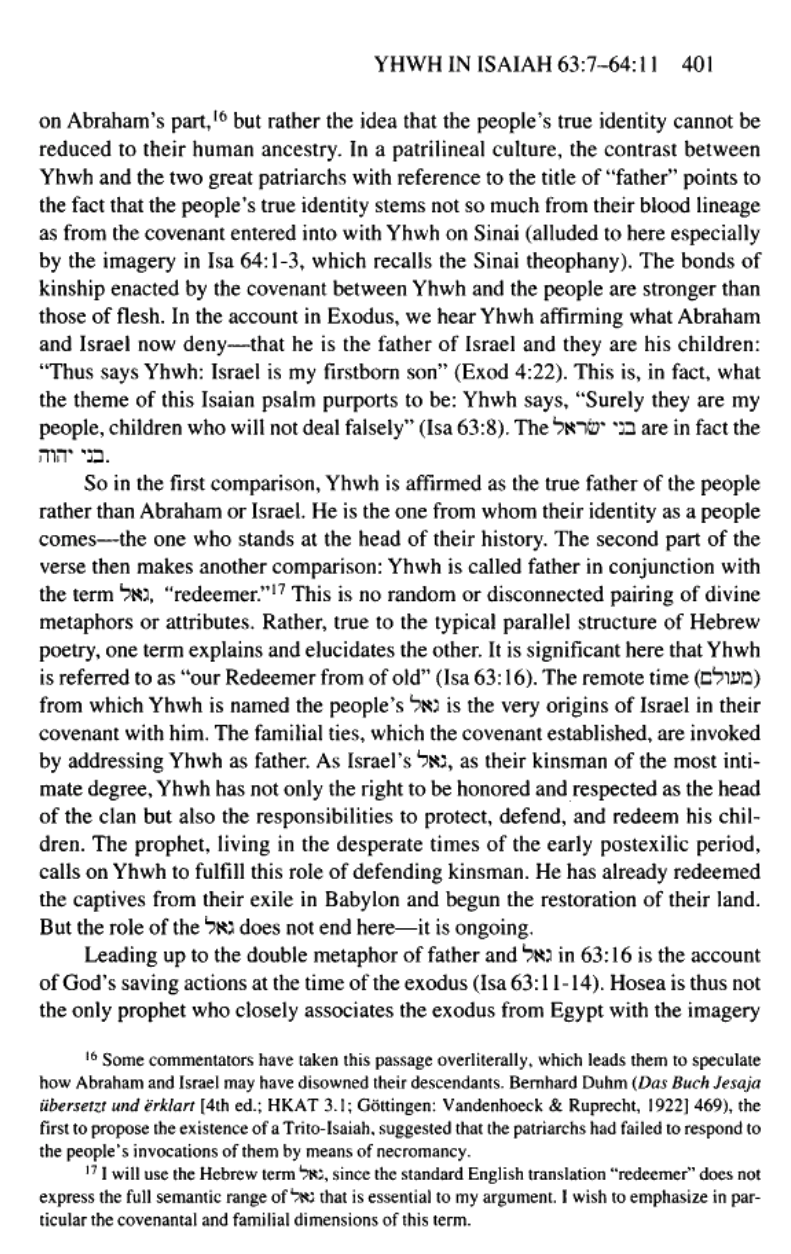 YHWH IN ISAIAH 63:7–64:11 401
on Abraham's part,16 but rather the idea that the people's true identity cannot be
reduced to their human ancestry. In a patrilineal culture, the contrast between
Yhwh and the two great patriarchs with reference to the title of "father" points to
the fact that the people's true identity stems not so much from their blood lineage
as from the covenant entered into with Yhwh on Sinai (alluded to here especially
by the imagery in Isa 64:1-3, which recalls the Sinai theophany). The bonds of
kinship enacted by the covenant between Yhwh and the people are stronger than
those of flesh. In the account in Exodus, we hear Yhwh affirming what Abraham
and Israel now deny—that he is the father of Israel and they are his children:
"Thus says Yhwh: Israel is my firstborn son" (Exod 4:22). This is, in fact, what
the theme of this Isaian psalm purports to be: Yhwh says, "Surely they are my
people, children who will not deal falsely" (Isa 63:8). The בני ישׂראל are in fact the
בני יהוה.
So in the first comparison, Yhwh is affirmed as the true father of the people
rather than Abraham or Israel. He is the one from whom their identity as a people
comes—the one who stands at the head of their history. The second part of the
verse then makes another comparison: Yhwh is called father in conjunction with
the term גאל, "redeemer."17 This is no random or disconnected pairing of divine
metaphors or attributes. Rather, true to the typical parallel structure of Hebrew
poetry, one term explains and elucidates the other. It is significant here that Yhwh
is referred to as "our Redeemer from of old" (Isa 63:16). The remote time (מעולם)
from which Yhwh is named the people's גאל is the very origins of Israel in their
covenant with him. The familial ties, which the covenant established, are invoked
by addressing Yhwh as father. As Israel's גאל, as their kinsman of the most inti-
mate degree, Yhwh has not only the right to be honored and respected as the head
of the clan but also the responsibilities to protect, defend, and redeem his chil-
dren. The prophet, living in the desperate times of the early postexilic period,
calls on Yhwh to fulfill this role of defending kinsman. He has already redeemed
the captives from their exile in Babylon and begun the restoration of their land.
But the role of the גאל does not end here—it is ongoing.
Leading up to the double metaphor of father and גאל in 63:16 is the account
of God's saving actions at the time of the exodus (Isa 63:11-14). Hosea is thus not
the only prophet who closely associates the exodus from Egypt with the imagery
16 Some commentators have taken this passage overliterally, which leads them to speculate
how Abraham and Israel may have disowned their descendants. Bernhard Duhm (Das Buch Jesaja
übersetzt und ërklart [4th ed.; HKAT 3.1; Göttingen: Vandenhoeck & Ruprecht, 1922] 469), the
first to propose the existence of a Trito-Isaiah, suggested that the patriarchs had failed to respond to
the people's invocations of them by means of necromancy.
17 I will use the Hebrew term גאל, since the standard English translation "redeemer" does not
express the full semantic range of גאל that is essential to my argument. I wish to emphasize in par-
ticular the covenantal and familial dimensions of this term.